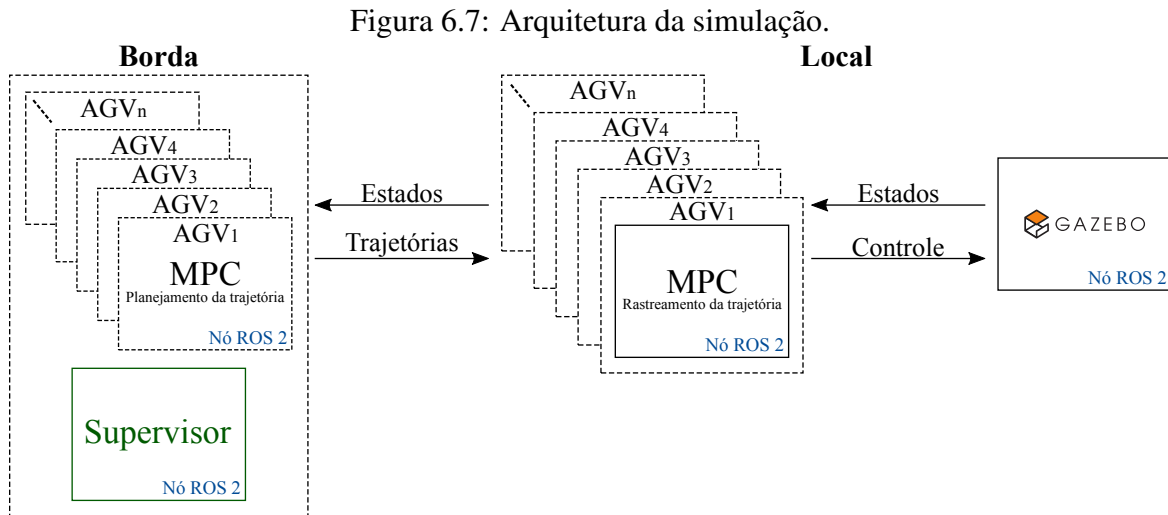 Figura 6.7: Arquitetura da simulação.
Borda
AGVn
AGV4
AGV3
AGV2
AGV1
MPC
Planejamento da trajetória
Nó ROS 2
Supervisor
Nó ROS 2
Estados
Trajetórias
Local
AGVn
AGV4
AGV3
AGV2
AGV1
MPC
Rastreamento da trajetória
Nó ROS 2
Estados
Controle
GAZEBO
Nó ROS 2